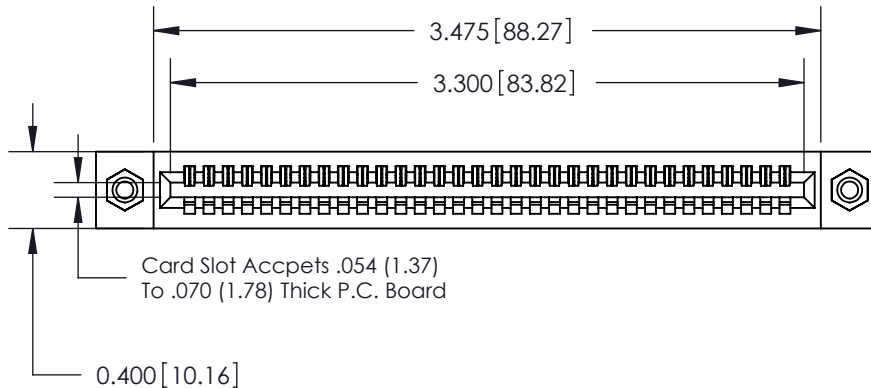 3.475[88.27]
3.300[83.82]
Card Slot Accpets .054 (1.37)
To .070 (1.78) Thick P.C. Board
0.400[10.16]